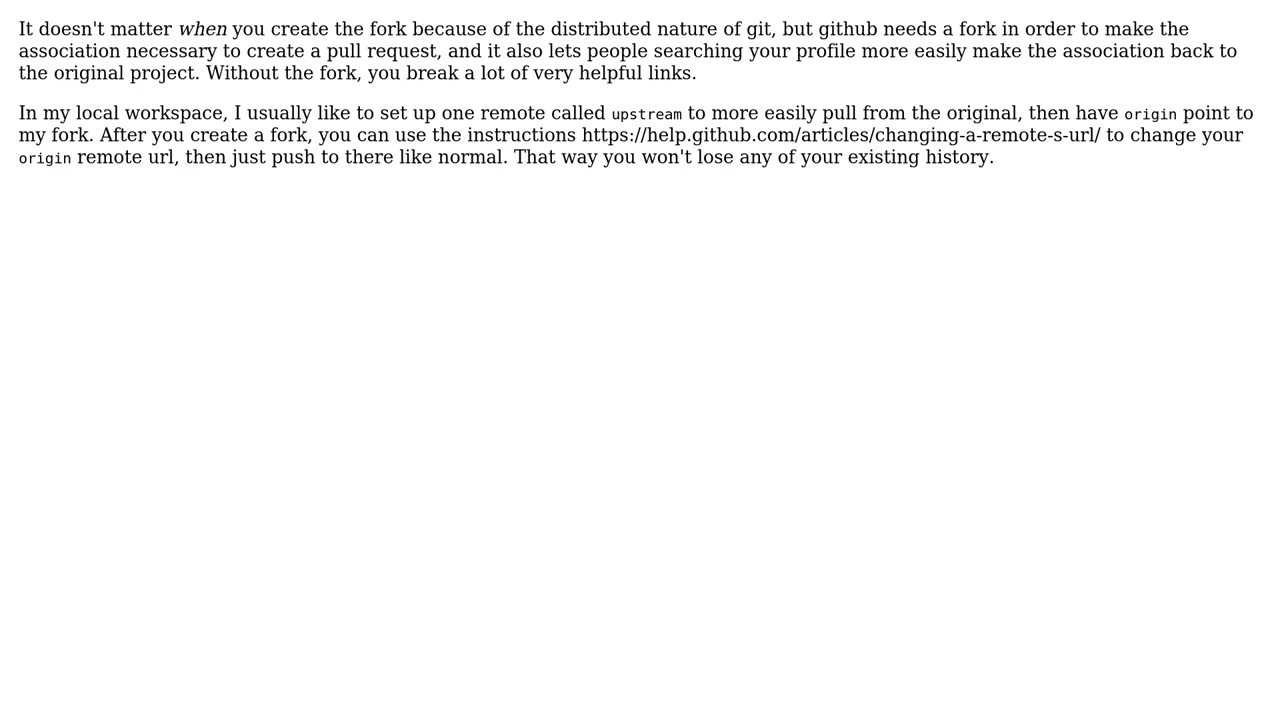 It doesn't matter when you create the fork because of the distributed nature of git, but github needs a fork in order to make the
association necessary to create a pull request, and it also lets people searching your profile more easily make the association back to
the original project. Without the fork, you break a lot of very helpful links.
In my local workspace, I usually like to set up one remote called upstream to more easily pull from the original, then have origin point to
my fork. After you create a fork, you can use the instructions https://help.github.com/articles/changing-a-remote-s-url/ to change your
origin remote url, then just push to there like normal. That way you won't lose any of your existing history.